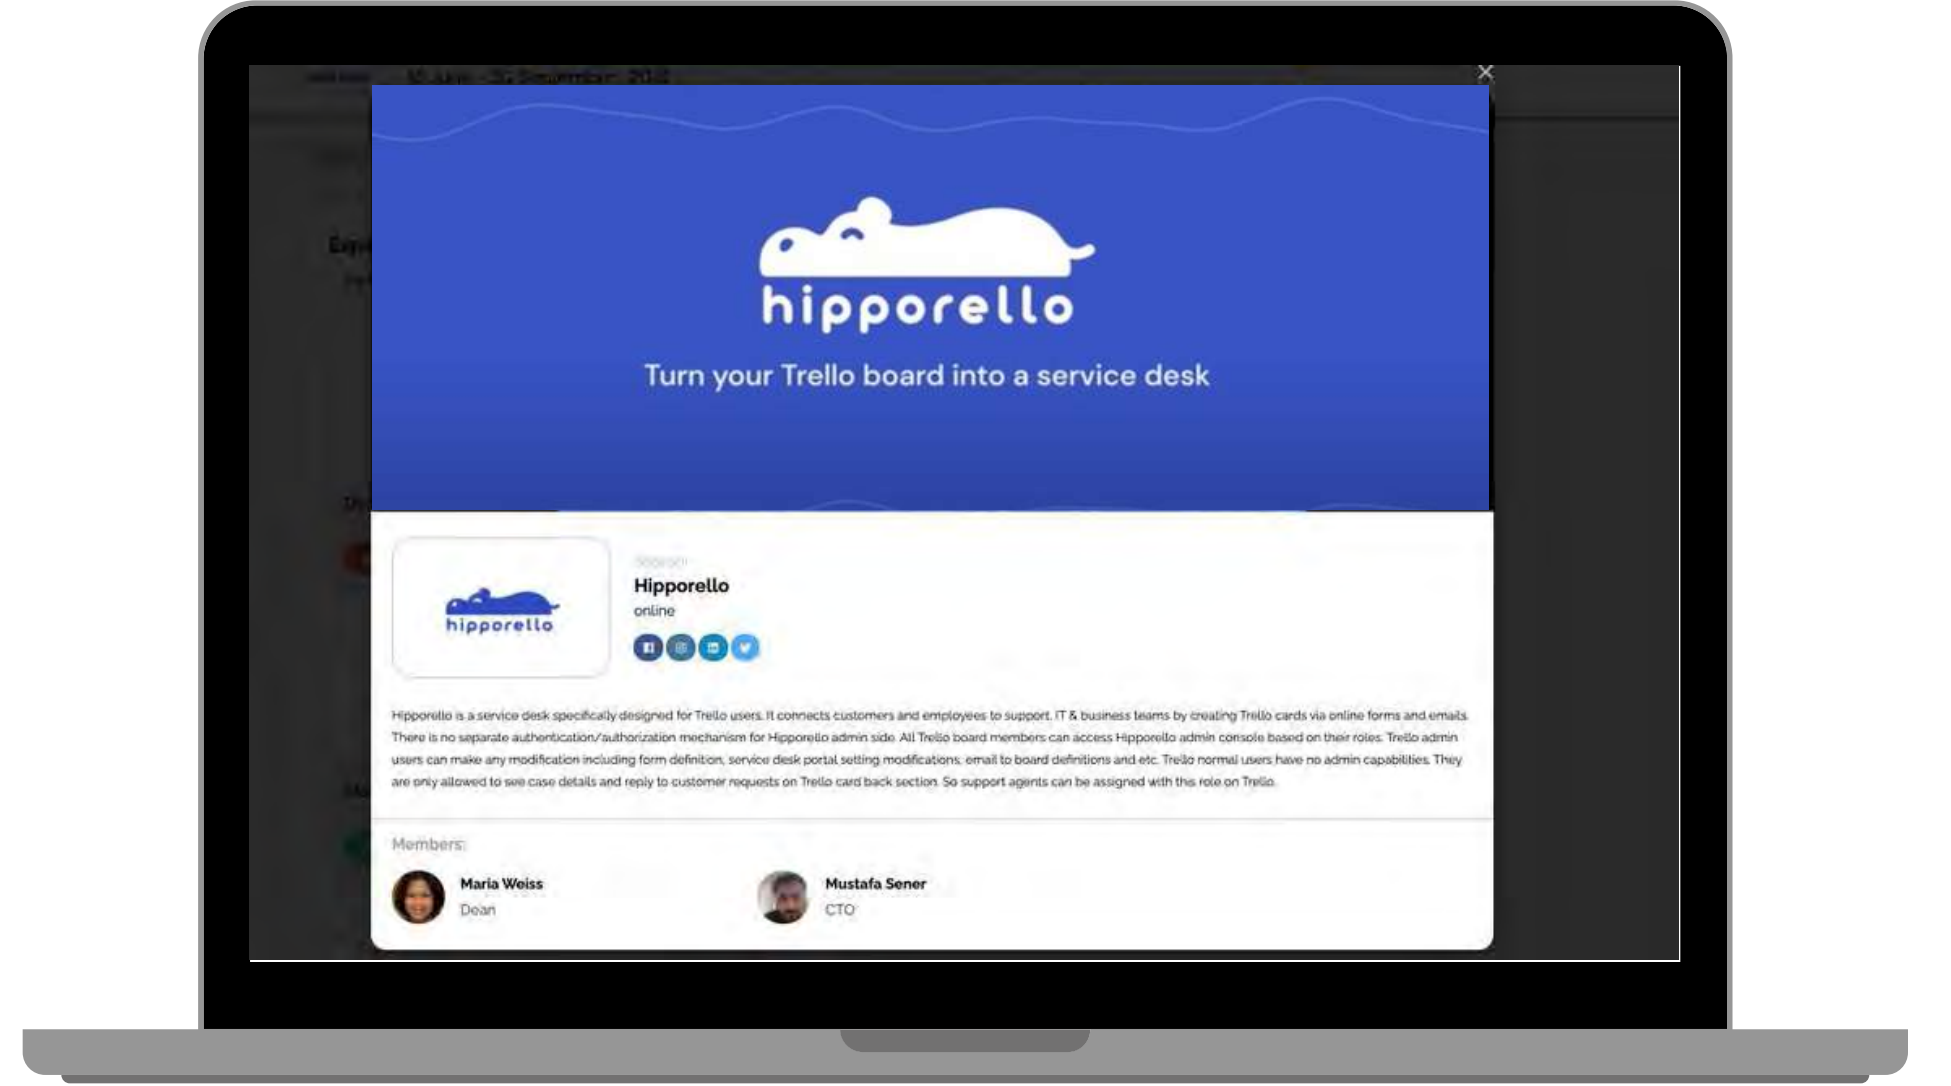 hipporello
Turn your Trello board into a service desk
hipporello
Hipporello
online
Hipporello is a service desk specifically designed for Trello users. It connects customers and employees to support, IT & business teams by creating Trello cards via online forms and emails.
There is no separate authentication/authorization mechanism for Hipporello admin side. All Trello board members can access Hipporello admin console based on their roles. Trello admin
users can make any modification including form definition, service desk portal setting modifications, email to board definitions and etc. Trello normal users have no admin capabilities. They
are only allowed to see case details and reply to customer requests on Trello card back section. So support agents can be assigned with this role on Trello.
Members:
Maria Weiss
Mustafa Sener
Dean
CTO